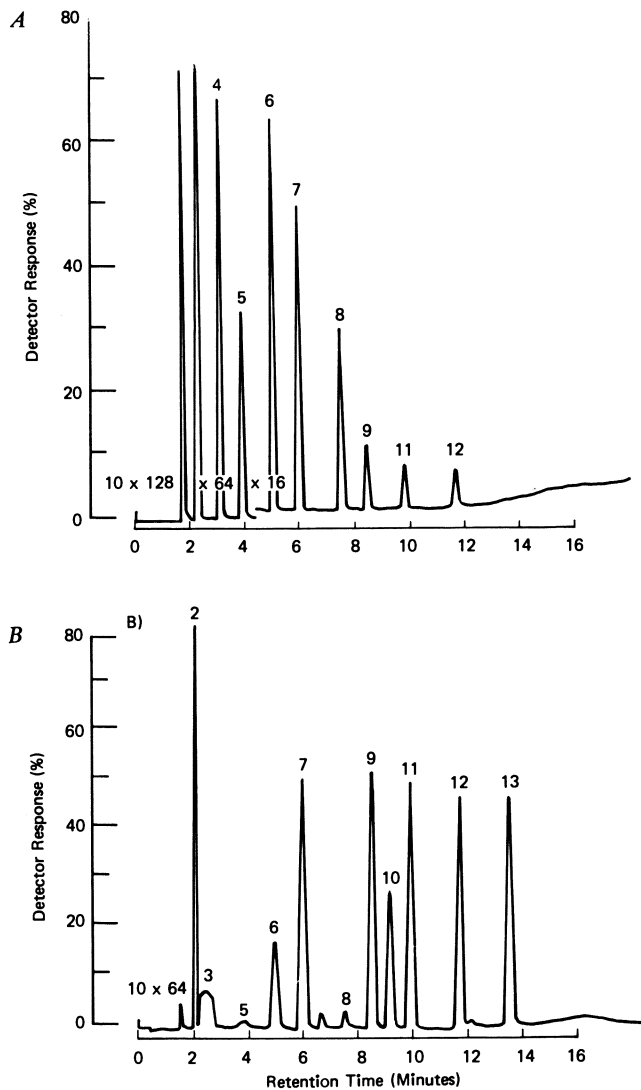 A
80
60
40
20
0
Detector Response (%)
4
5
6
7
8
9
11
12
10 x 128
x 64
x 16
0 2 4 6 8 10 12 14 16
B
B)
80
60
40
20
0
Detector Response (%)
2
3
5
6
7
8
9
10
11
12
13
10 x 64
0 2 4 6 8 10 12 14 16
Retention Time (Minutes)